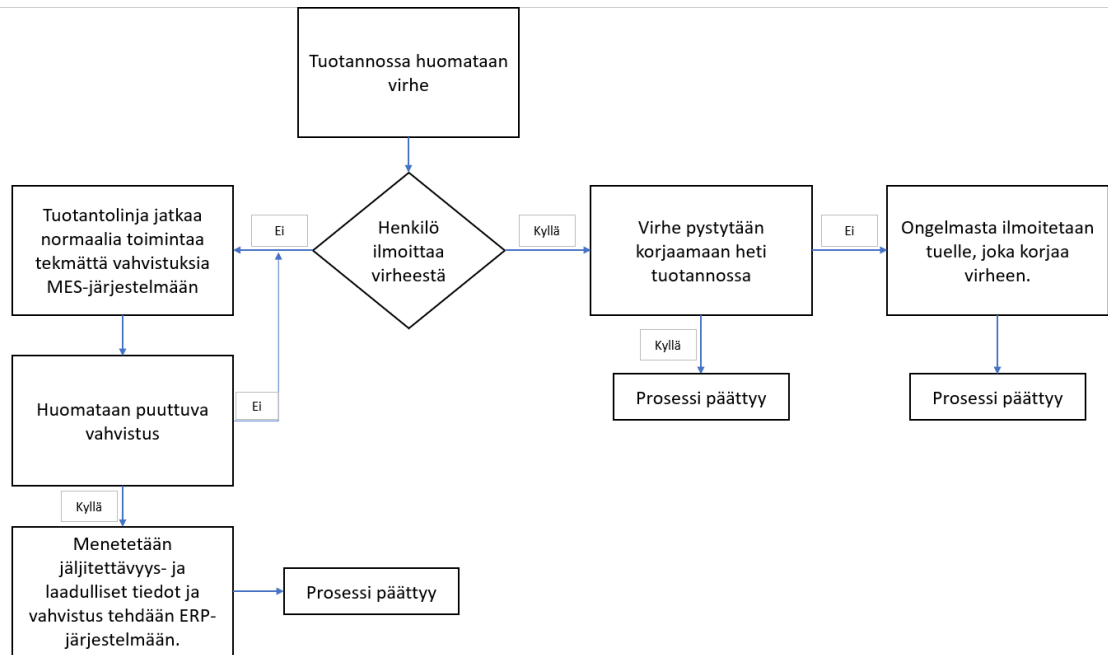 Tuotannossa huomataan
virhe
Tuotantolinja jatkaa
normaalia toimintaa
tekmättä vahvistuksia
MES-järjestelmään
Ei
Henkilö
ilmoittaa
virheestä
Kyllä
Virhe pystytään
korjaamaan heti
tuotannossa
Ei
Ongelmasta ilmoitetaan
tuelle, joka korjaa
virheen.
Kyllä
Prosessi päättyy
Prosessi päättyy
Huomataan puuttuva
vahvistus
Ei
Kyllä
Menetetään
jäljitettävyys- ja
laadulliset tiedot ja
vahvistus tehdään ERP-
järjestelmään.
Prosessi päättyy